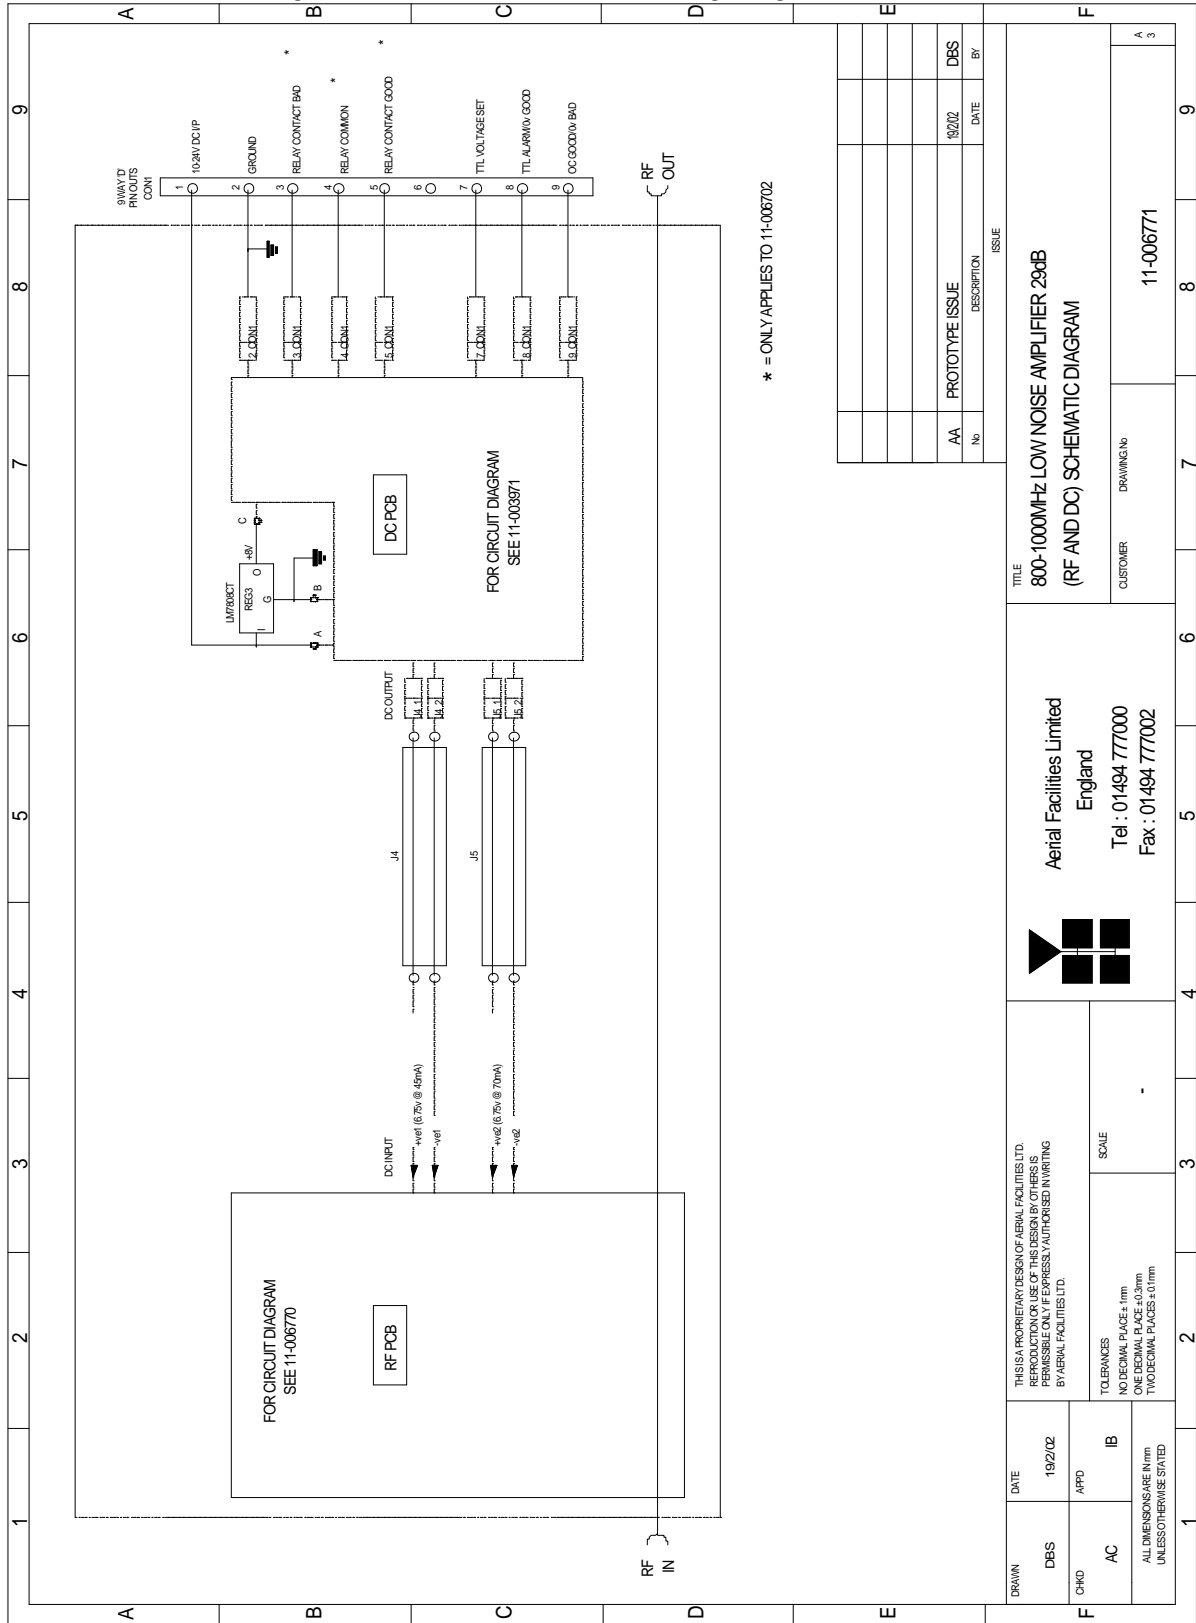 A
B
C
D
E
F
1
2
3
4
5
6
7
8
9
9 WAY 'D'
PIN OUTS
CON1
1
10-24V DC I/P
2
GROUND
3
RELAY CONTACT BAD
*
4
RELAY COMMON
*
5
RELAY CONTACT GOOD
*
6
7
TTL VOLTAGE SET
8
TTL ALARM/0v GOOD
9
OC GOOD/0v BAD
2_CON1
3_CON1
4_CON1
5_CON1
7_CON1
8_CON1
9_CON1
LM7808CT
REG3
I
G
O
+8V
A
B
C
DC PCB
FOR CIRCUIT DIAGRAM
SEE 11-003971
DC OUTPUT
J4_1
J4_2
J5_1
J5_2
J4
J5
DC INPUT
+ve1 (6.75v @ 45mA)
-ve1
+ve2 (6.75v @ 70mA)
-ve2
FOR CIRCUIT DIAGRAM
SEE 11-006770
RF PCB
RF
IN
RF
OUT
* = ONLY APPLIES TO 11-006702
AA
PROTOTYPE ISSUE
19/2/02
DBS
No
DESCRIPTION
DATE
BY
ISSUE
DRAWN
DBS
DATE
19/2/02
CHKD
AC
APPD
IB
ALL DIMENSIONS ARE IN mm
UNLESS OTHERWISE STATED
THIS IS A PROPRIETARY DESIGN OF AERIAL FACILITIES LTD.
REPRODUCTION OR USE OF THIS DESIGN BY OTHERS IS
PERMISSIBLE ONLY IF EXPRESSLY AUTHORISED IN WRITING
BY AERIAL FACILITIES LTD.
TOLERANCES
NO DECIMAL PLACE ± 1mm
ONE DECIMAL PLACE ± 0.3mm
TWO DECIMAL PLACES ± 0.1mm
SCALE
-
Aerial Facilities Limited
England
Tel : 01494 777000
Fax : 01494 777002
TITLE
800-1000MHz LOW NOISE AMPLIFIER 29dB
(RF AND DC) SCHEMATIC DIAGRAM
CUSTOMER
DRAWING No
11-006771
A
3
1
2
3
4
5
6
7
8
9
A
B
C
D
E
F